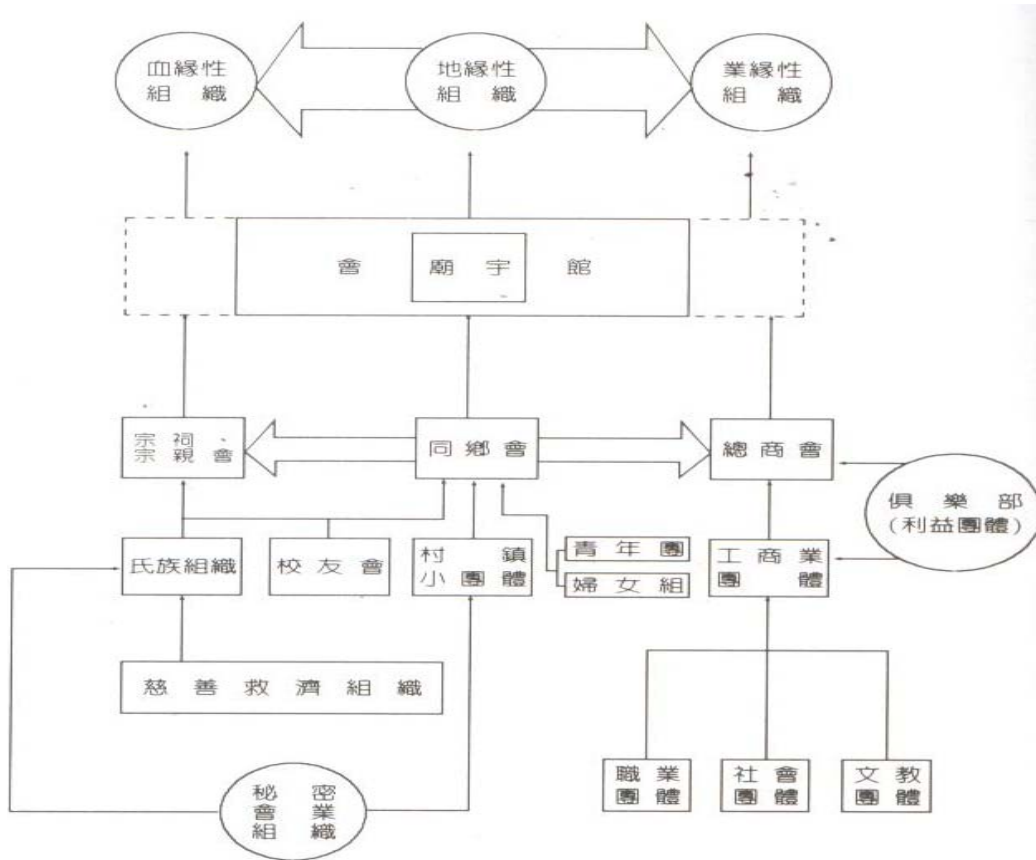 血緣性
組織
地緣性
組織
業緣性
組織
會 廟宇 館
宗祠、
宗親會
同鄉會
總商會
俱樂部
(利益團體)
氏族組織
校友會
村鎮
小團體
青年團
婦女組
工商業
團體
慈善救濟組織
秘密
會業
組織
職業
團體
社會
團體
文教
團體